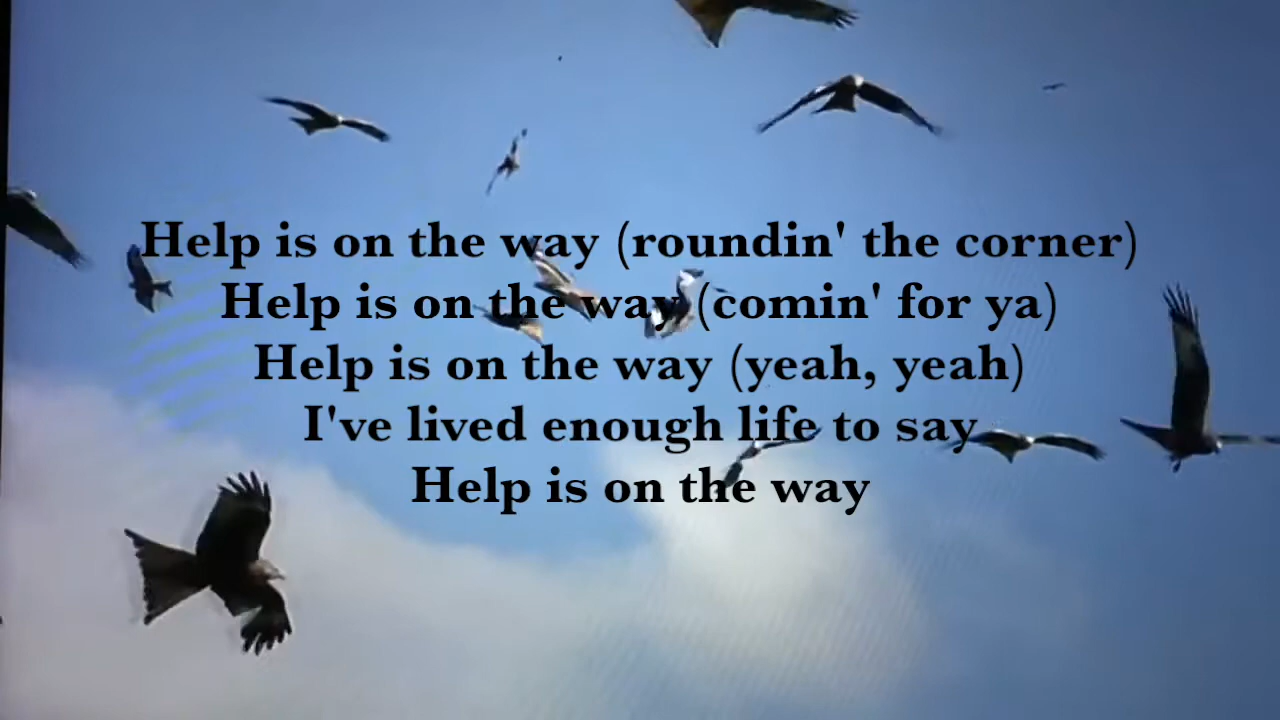 Help is on the way (roundin' the corner)
Help is on the way (comin' for ya)
Help is on the way (yeah, yeah)
I've lived enough life to say
Help is on the way